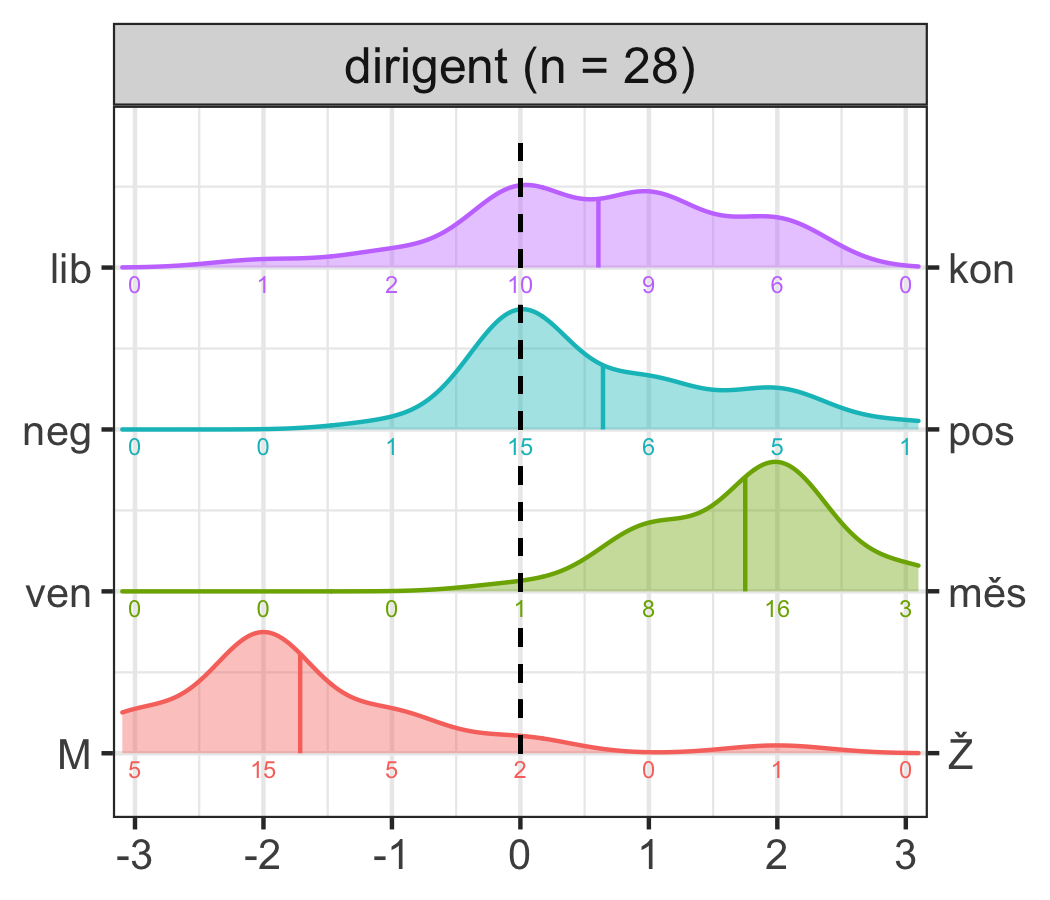 dirigent (n = 28)
lib kon
0 1 2 10 9 6 0
neg pos
0 0 1 15 6 5 1
ven měs
0 0 0 1 8 16 3
M Ž
5 15 5 2 0 1 0
-3 -2 -1 0 1 2 3